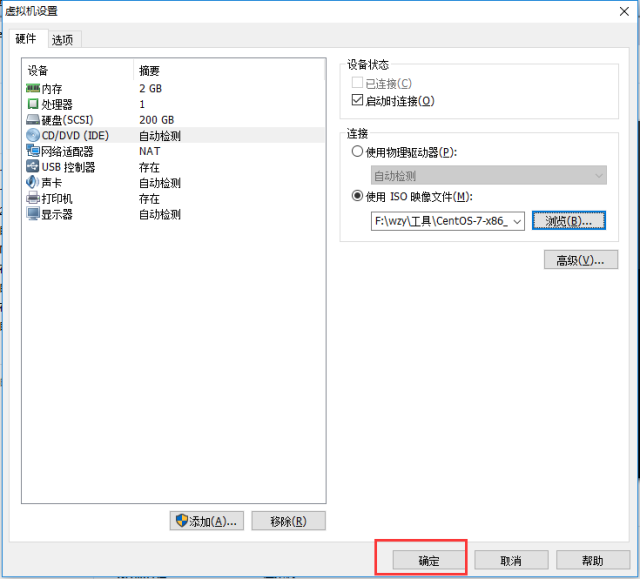 虚拟机设置
硬件 选项
设备 摘要
内存 2 GB
处理器 1
硬盘(SCSI) 200 GB
CD/DVD (IDE) 自动检测
网络适配器 NAT
USB 控制器 存在
声卡 自动检测
打印机 存在
显示器 自动检测
添加(A)... 移除(R)
设备状态
已连接(C)
启动时连接(O)
连接
使用物理驱动器(P):
自动检测
使用 ISO 映像文件(M):
F:\wzy\工具\CentOS-7-x86_ 浏览(B)...
高级(V)...
确定 取消 帮助